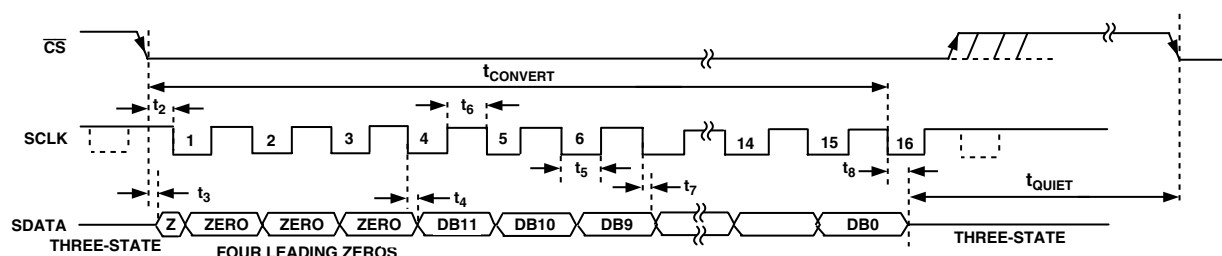 CS
tCONVERT
t2
t6
SCLK
1 2 3 4 5 6 14 15 16
t3
t4
t5
t7
t8
tQUIET
SDATA
Z ZERO ZERO ZERO DB11 DB10 DB9 DB0
THREE-STATE THREE-STATE
FOUR LEADING ZEROS